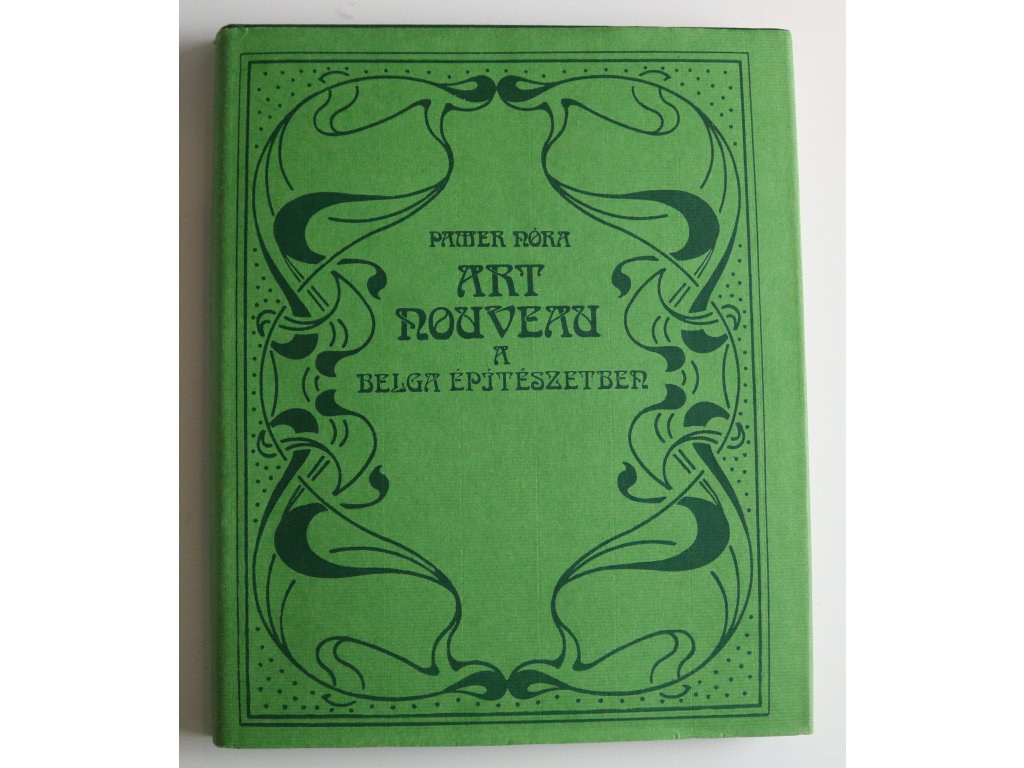 PAMER NÓRA
ART
NOUVEAU
A
BELGA ÉPÍTÉSZETBEN